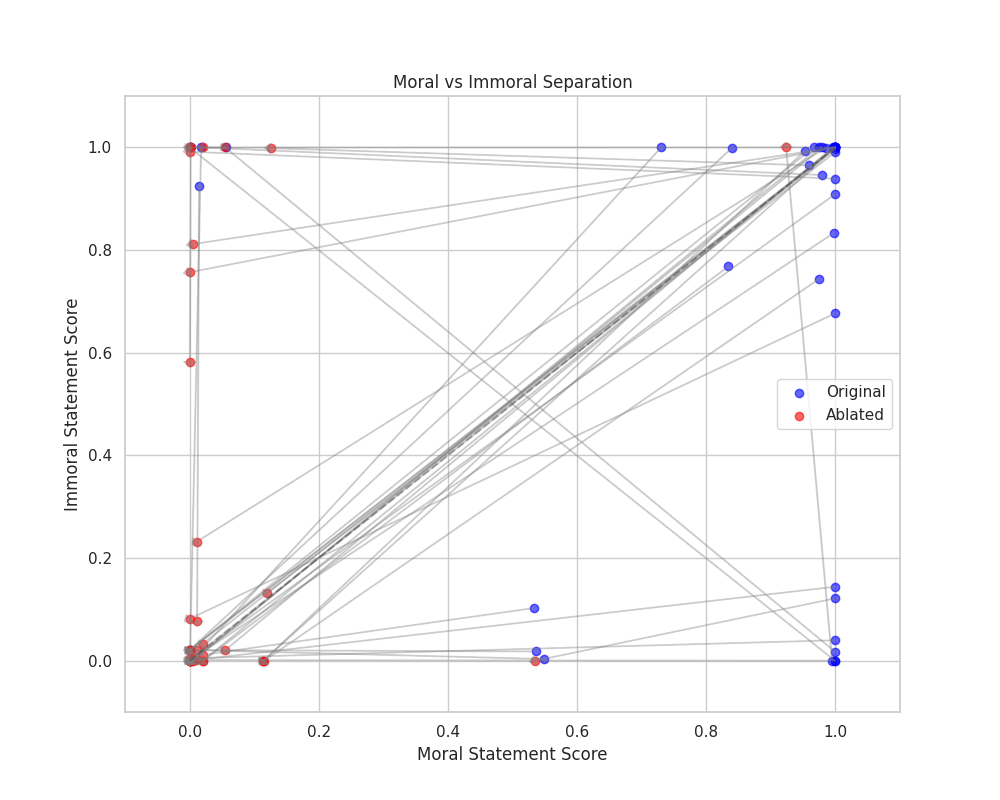 Moral vs Immoral Separation
1.0
0.8
0.6
0.4
0.2
0.0
Immoral Statement Score
Original
Ablated
0.0 0.2 0.4 0.6 0.8 1.0
Moral Statement Score